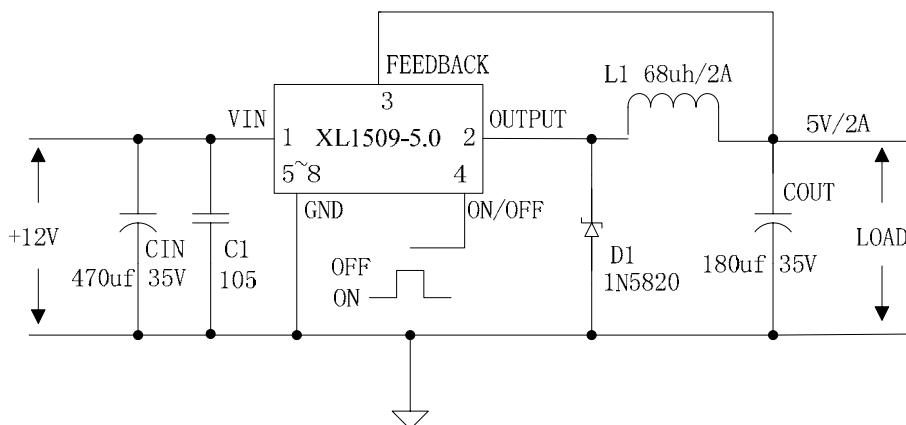 FEEDBACK
L1 68uh/2A
3
VIN
OUTPUT
1
XL1509-5.0
2
5V/2A
5~8
4
GND
ON/OFF
COUT
+12V
CIN
C1
OFF
D1
LOAD
470uf 35V
105
ON
1N5820
180uf 35V